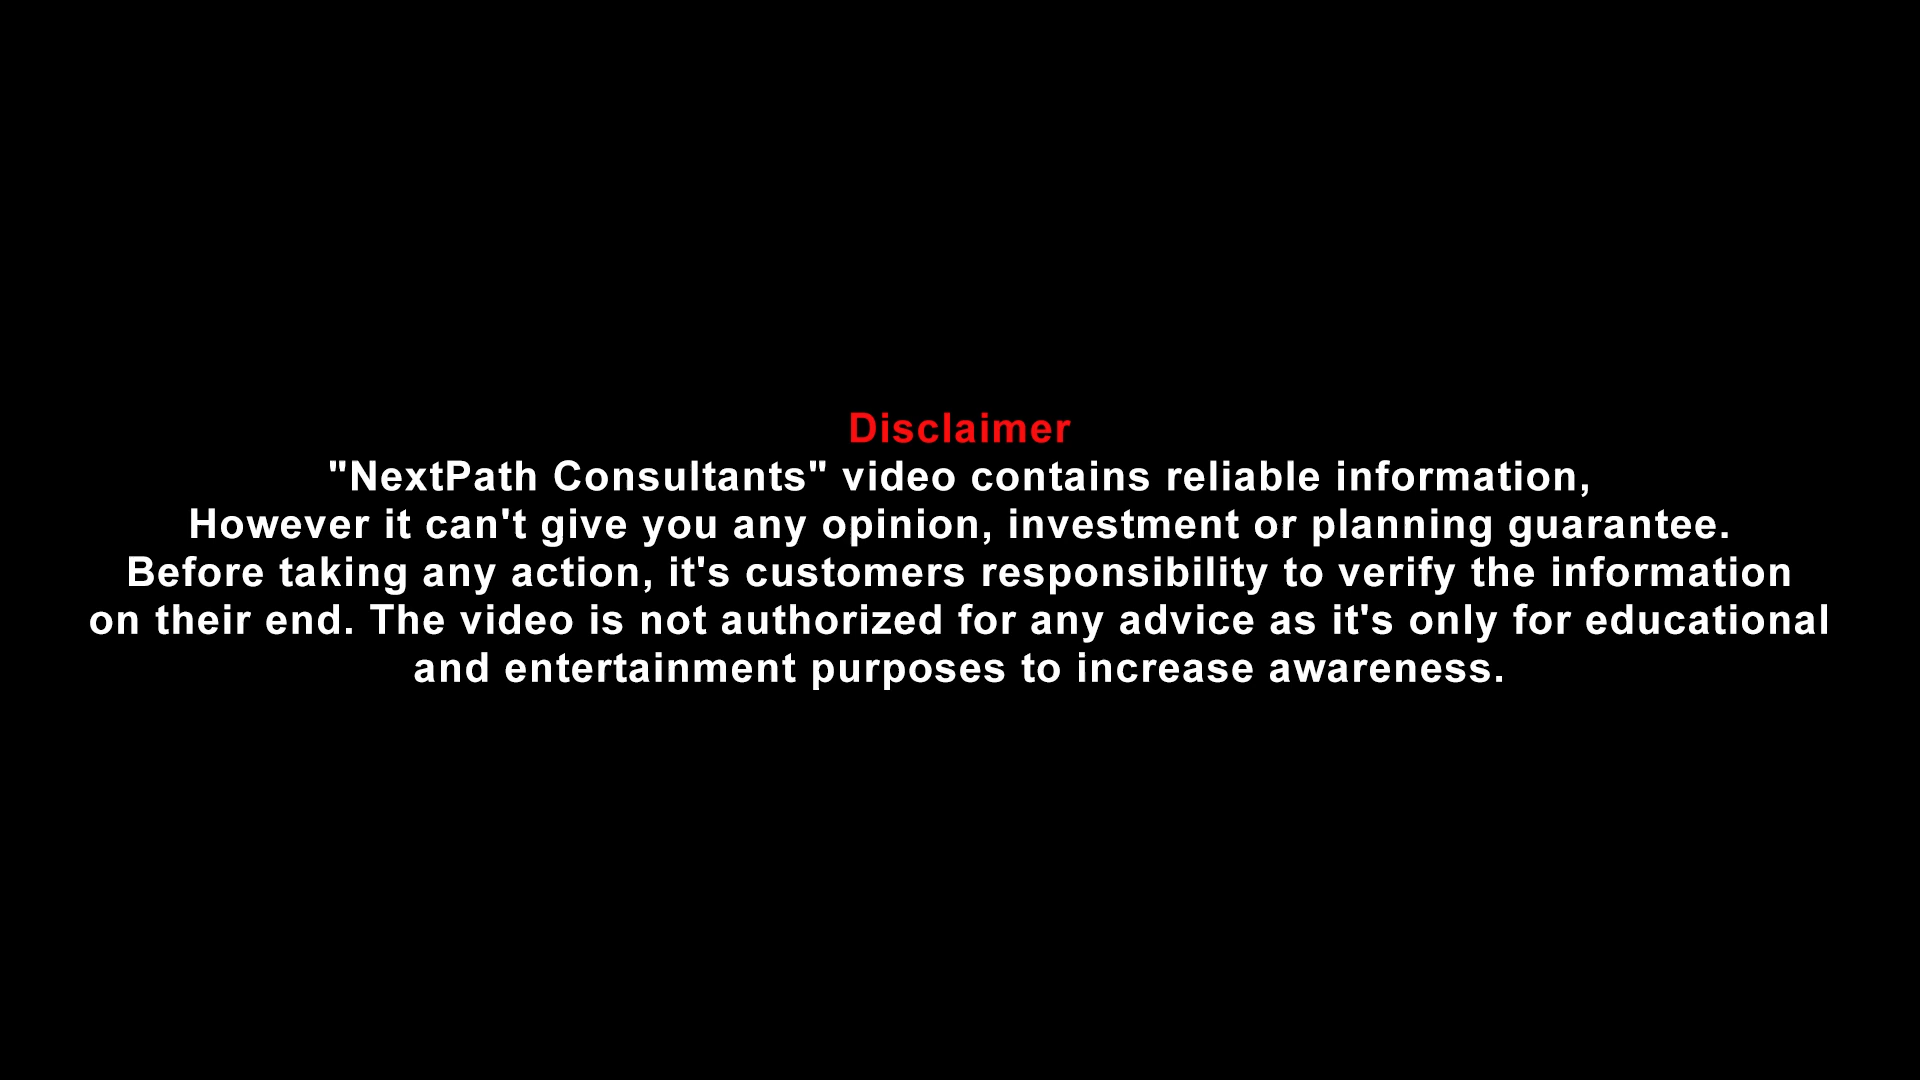 Disclaimer
"NextPath Consultants" video contains reliable information,
However it can't give you any opinion, investment or planning guarantee.
Before taking any action, it's customers responsibility to verify the information
on their end. The video is not authorized for any advice as it's only for educational
and entertainment purposes to increase awareness.